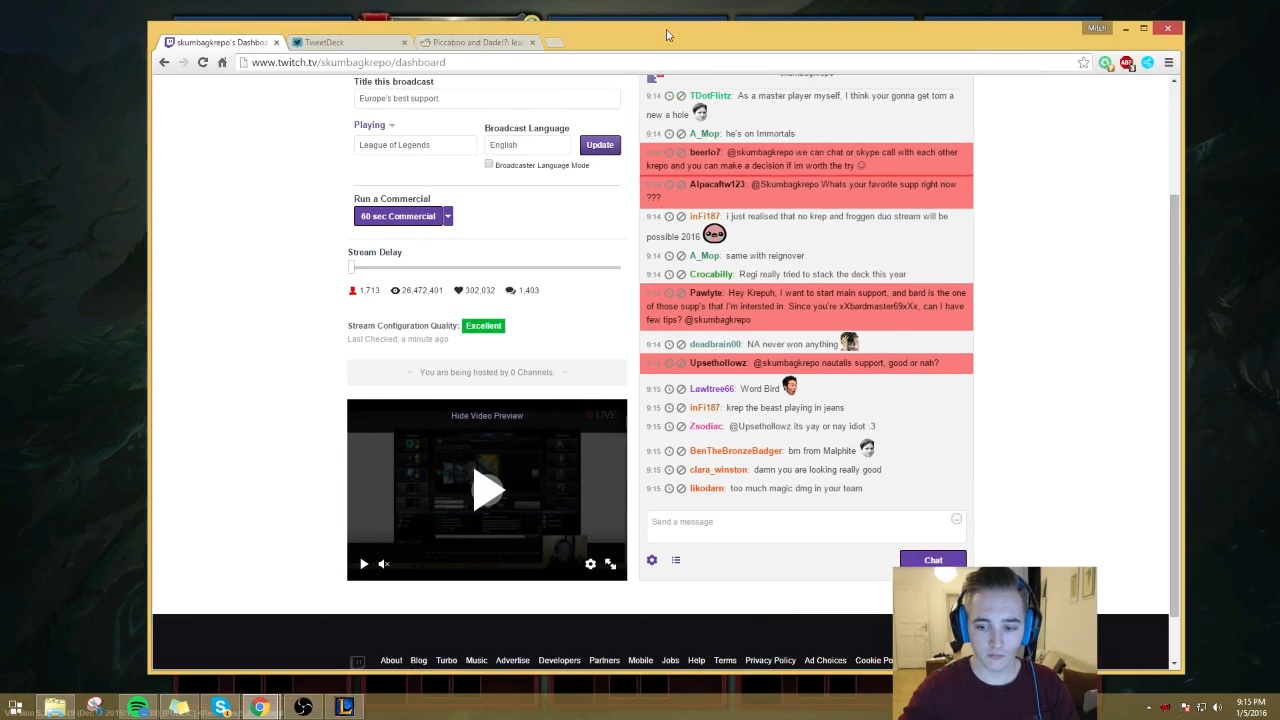 Mitch
skumbagkrepo's Dashboa
TweetDeck
Piccaboo and Dade!?: lea
www.twitch.tv/skumbagkrepo/dashboard
Title this broadcast
Europe's best support.
Playing
Broadcast Language
League of Legends
English
Update
Broadcaster Language Mode
Run a Commercial
60 sec Commercial
Stream Delay
1,713
26,472,401
302,032
1,403
Stream Configuration Quality: Excellent
Last Checked: a minute ago
You are being hosted by 0 Channels.
Hide Video Preview
LIVE
9:14 TDotFlirtz: As a master player myself, I think your gonna get torn
new a hole
9:14 A_Mop: he's on Immortals
beerlo7: @skumbagkrepo we can chat or skype call with each other
krepo and you can make a decision if im worth the try
9:14 Alpacaftw123: @Skumbagkrepo Whats your favorite supp right now
???
9:14 inFi187: i just realised that no krep and froggen duo stream will be
possible 2016
9:14 A_Mop: same with reignover
9:14 Crocabilly: Regi really tried to stack the deck this year
9:14 Pawlyte: Hey Krepuh, I want to start main support, and bard is the one
of those supp's that I'm intersted in. Since you're xXbardmaster69xXx, can I have
few tips? @skumbagkrepo
9:14 deadbrain00: NA never won anything
Upsethollowz: @skumbagkrepo nautalis support, good or nah?
9:15 Lawltree66: Word Bird
9:15 inFi187: krep the beast playing in jeans
9:15 Zsodiac: @Upsethollowz its yay or nay idiot :3
9:15 BenTheBronzeBadger: bm from Malphite
9:15 clara_winston: damn you are looking really good
9:15 likodarn: too much magic dmg in your team
Send a message
Chat
About Blog Turbo Music Advertise Developers Partners Mobile Jobs Help Terms Privacy Policy Ad Choices Cookie Po
9:15 PM
1/5/2016